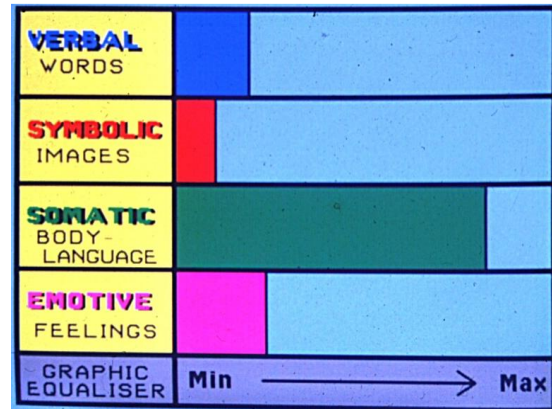 VERBAL
WORDS
SYMBOLIC
IMAGES
SOMATIC
BODY-
LANGUAGE
EMOTIVE
FEELINGS
GRAPHIC
EQUALISER
Min
Max